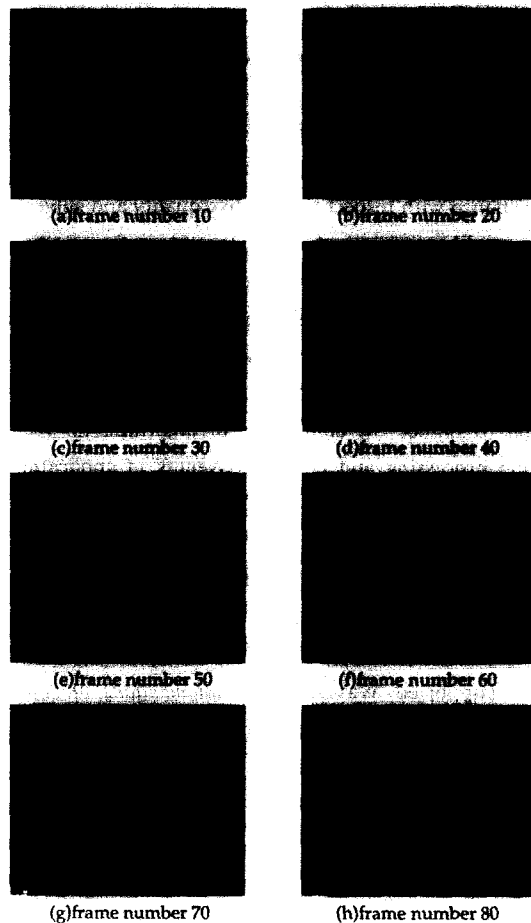 (a)frame number 10
(b)frame number 20
(c)frame number 30
(d)frame number 40
(e)frame number 50
(f)frame number 60
(g)frame number 70
(h)frame number 80